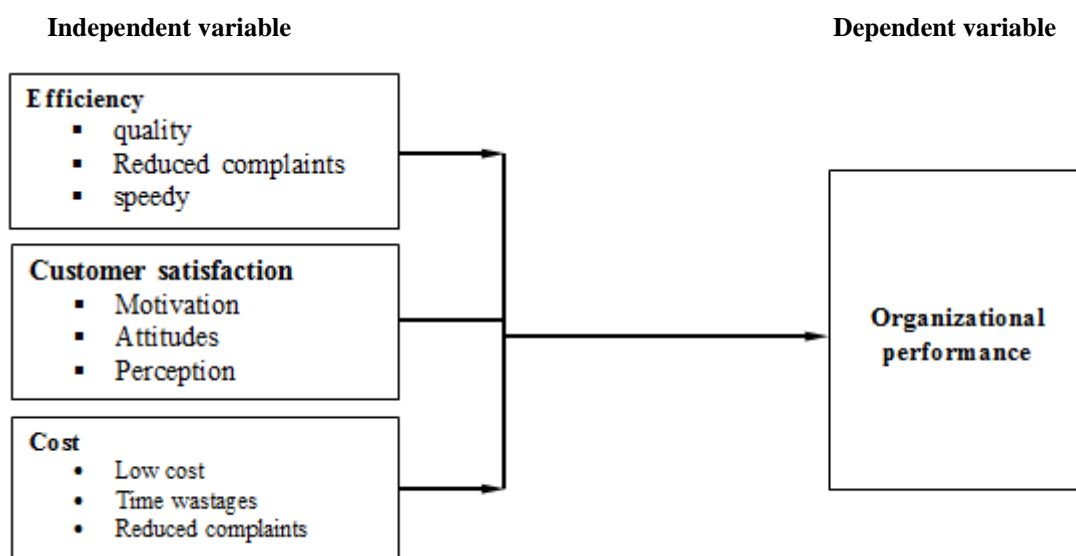 Independent variable
Dependent variable
Efficiency
▪ quality
▪ Reduced complaints
▪ speedy
Customer satisfaction
▪ Motivation
▪ Attitudes
▪ Perception
Cost
• Low cost
• Time wastages
• Reduced complaints
Organizational
performance